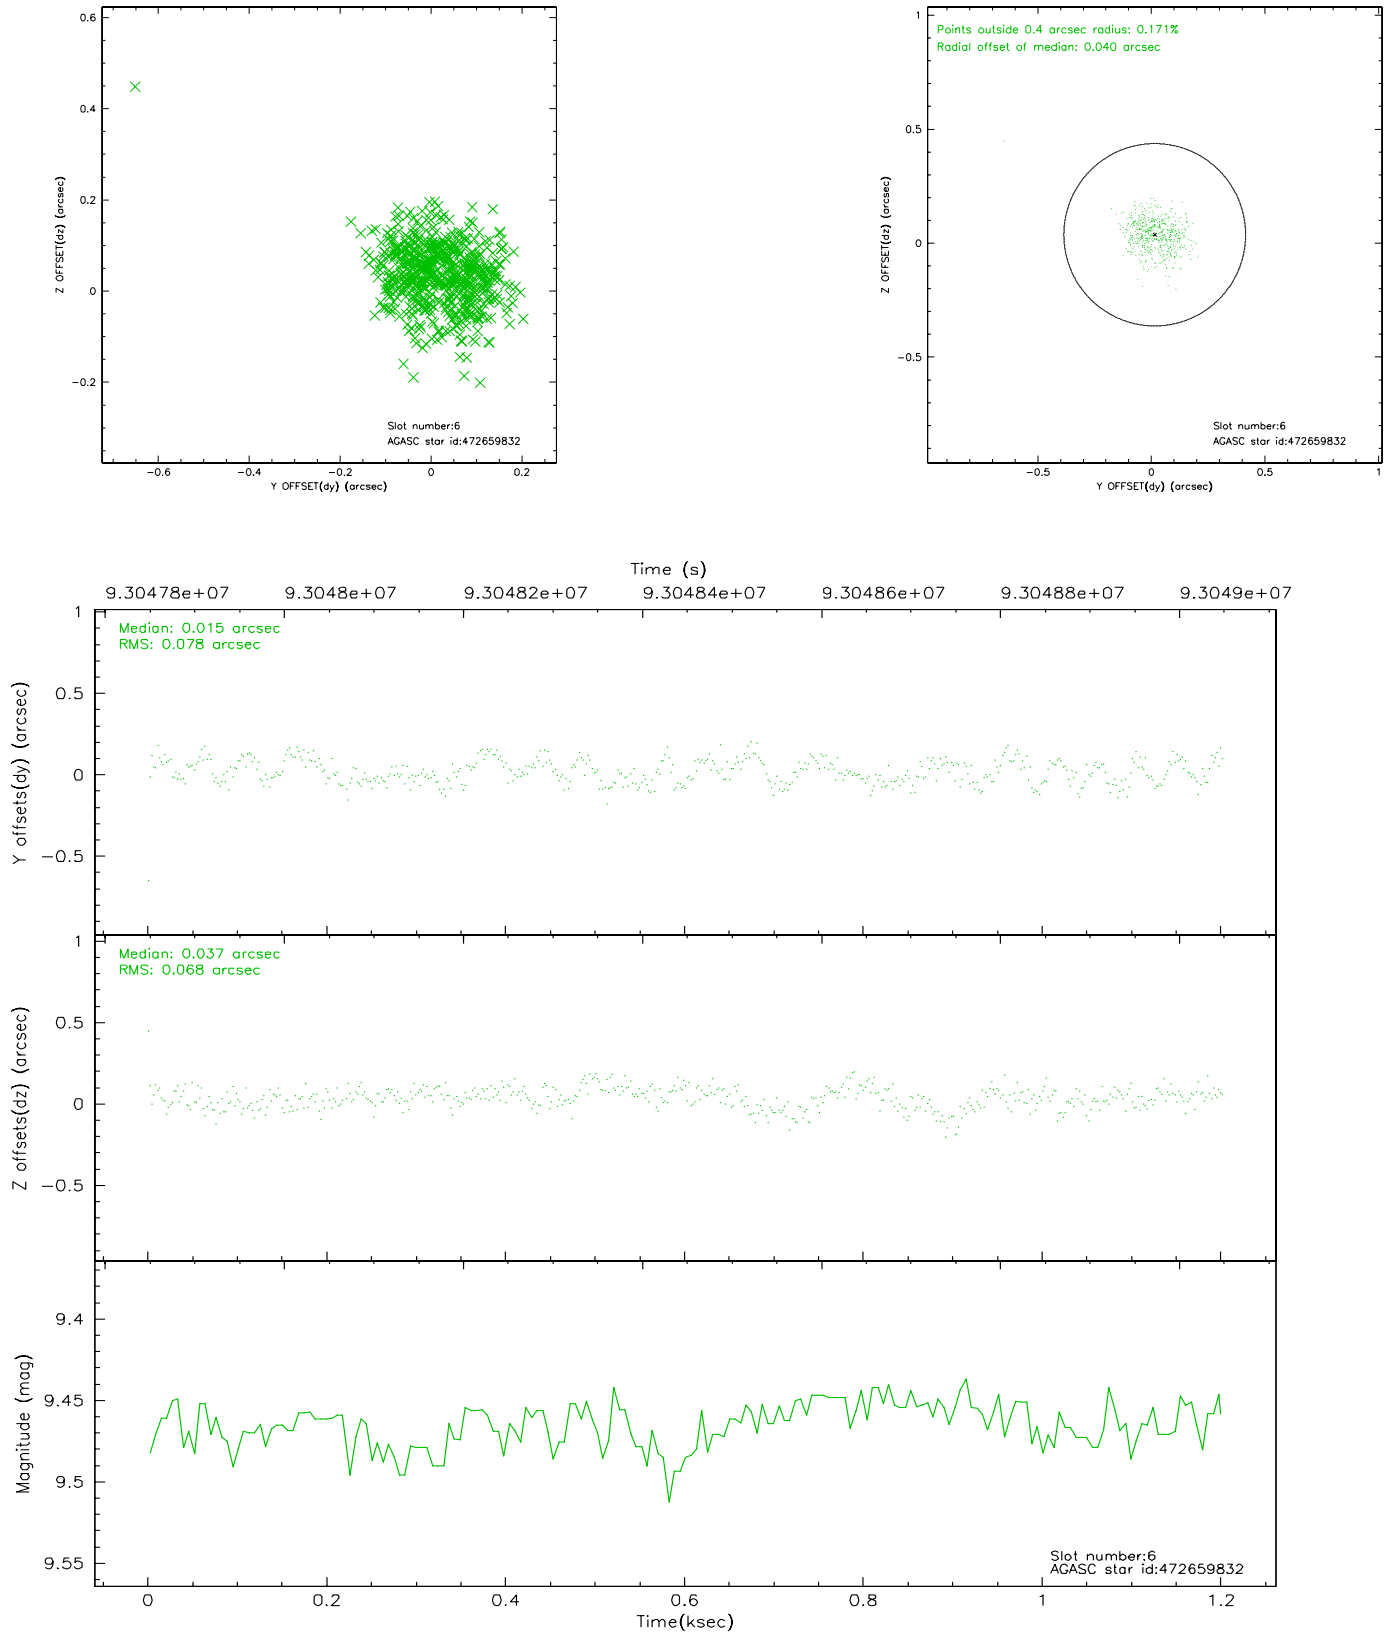 0.6
0.4
0.2
0
−0.2
Z OFFSET(dz) (arcsec)
Slot number:6
AGASC star id:472659832
−0.6
−0.4
−0.2
0
0.2
Y OFFSET(dy) (arcsec)
Points outside 0.4 arcsec radius: 0.171%
Radial offset of median: 0.040 arcsec
1
0.5
0
−0.5
Z OFFSET(dz) (arcsec)
Slot number:6
AGASC star id:472659832
−0.5
0
0.5
1
Y OFFSET(dy) (arcsec)
Time (s)
9.30478e+07
9.3048e+07
9.30482e+07
9.30484e+07
9.30486e+07
9.30488e+07
9.3049e+07
Median: 0.015 arcsec
RMS: 0.078 arcsec
1
0.5
0
−0.5
Y offsets(dy) (arcsec)
Median: 0.037 arcsec
RMS: 0.068 arcsec
1
0.5
0
−0.5
Z offsets(dz) (arcsec)
9.4
9.45
9.5
9.55
Magnitude (mag)
Slot number:6
AGASC star id:472659832
0
0.2
0.4
0.6
0.8
1
1.2
Time(ksec)